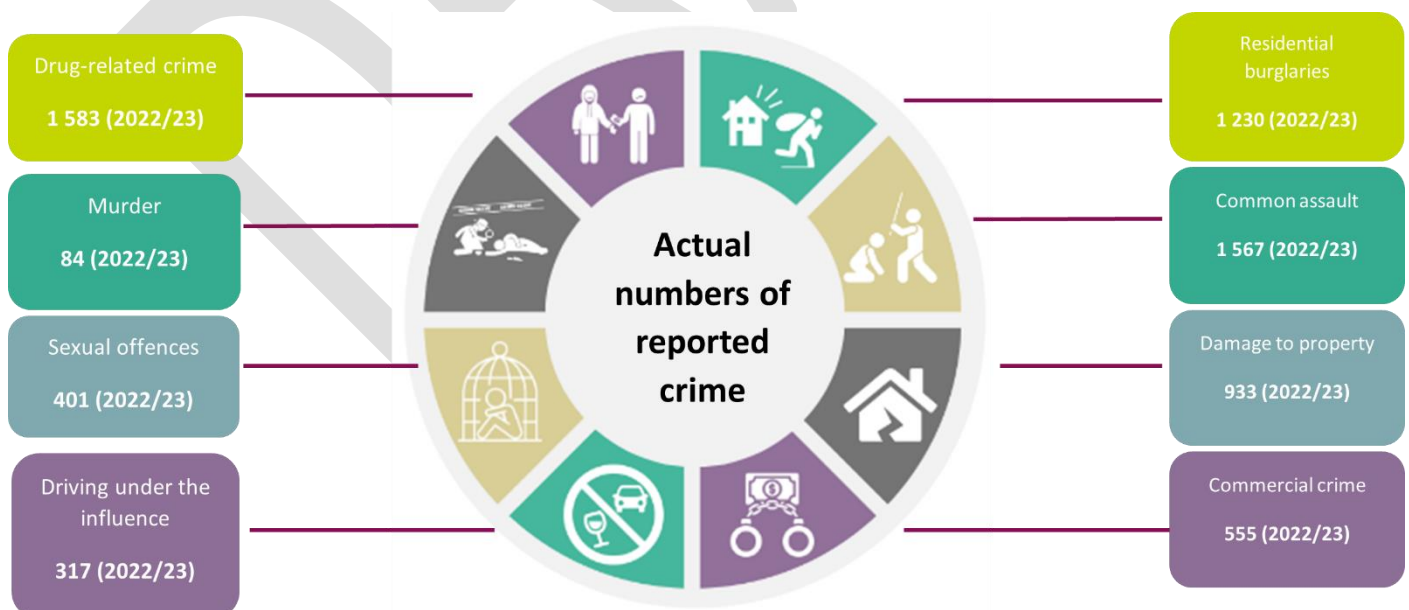 Drug-related crime
1 583 (2022/23)
Murder
84 (2022/23)
Sexual offences
401 (2022/23)
Driving under the
influence
317 (2022/23)
Actual
numbers of
reported
crime
Residential
burglaries
1 230 (2022/23)
Common assault
1 567 (2022/23)
Damage to property
933 (2022/23)
Commercial crime
555 (2022/23)